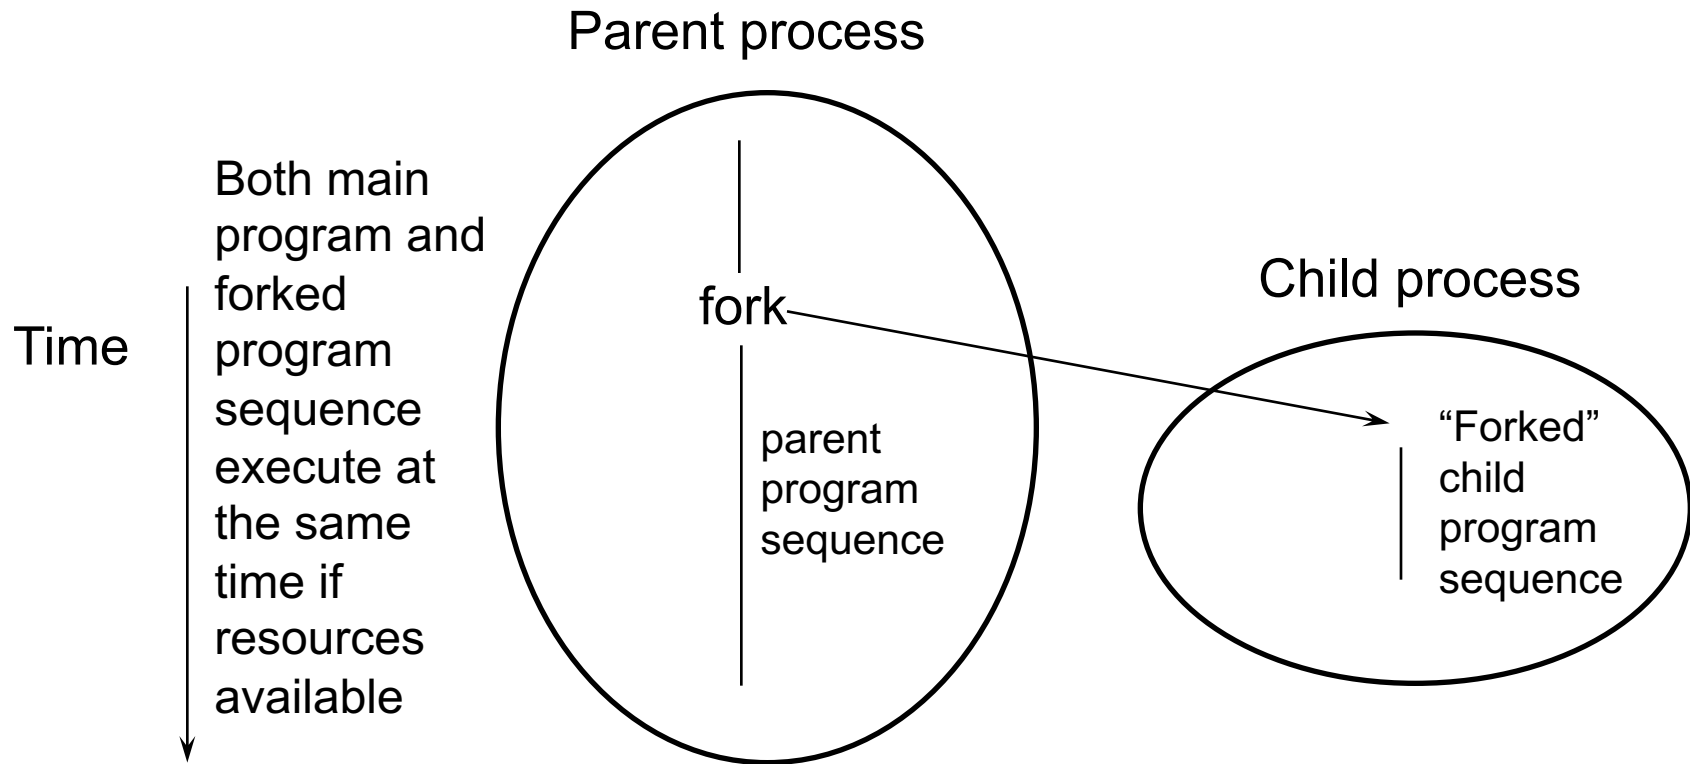 Parent process
Both main
program and
forked
program
sequence
execute at
the same
time if
resources
available
Time
fork
parent
program
sequence
Child process
“Forked”
child
program
sequence